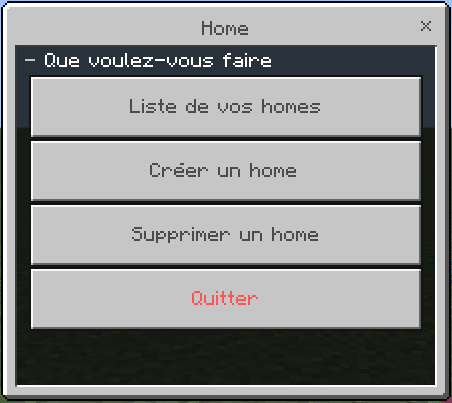 Home
- Que voulez-vous faire
Liste de vos homes
Créer un home
Supprimer un home
Quitter